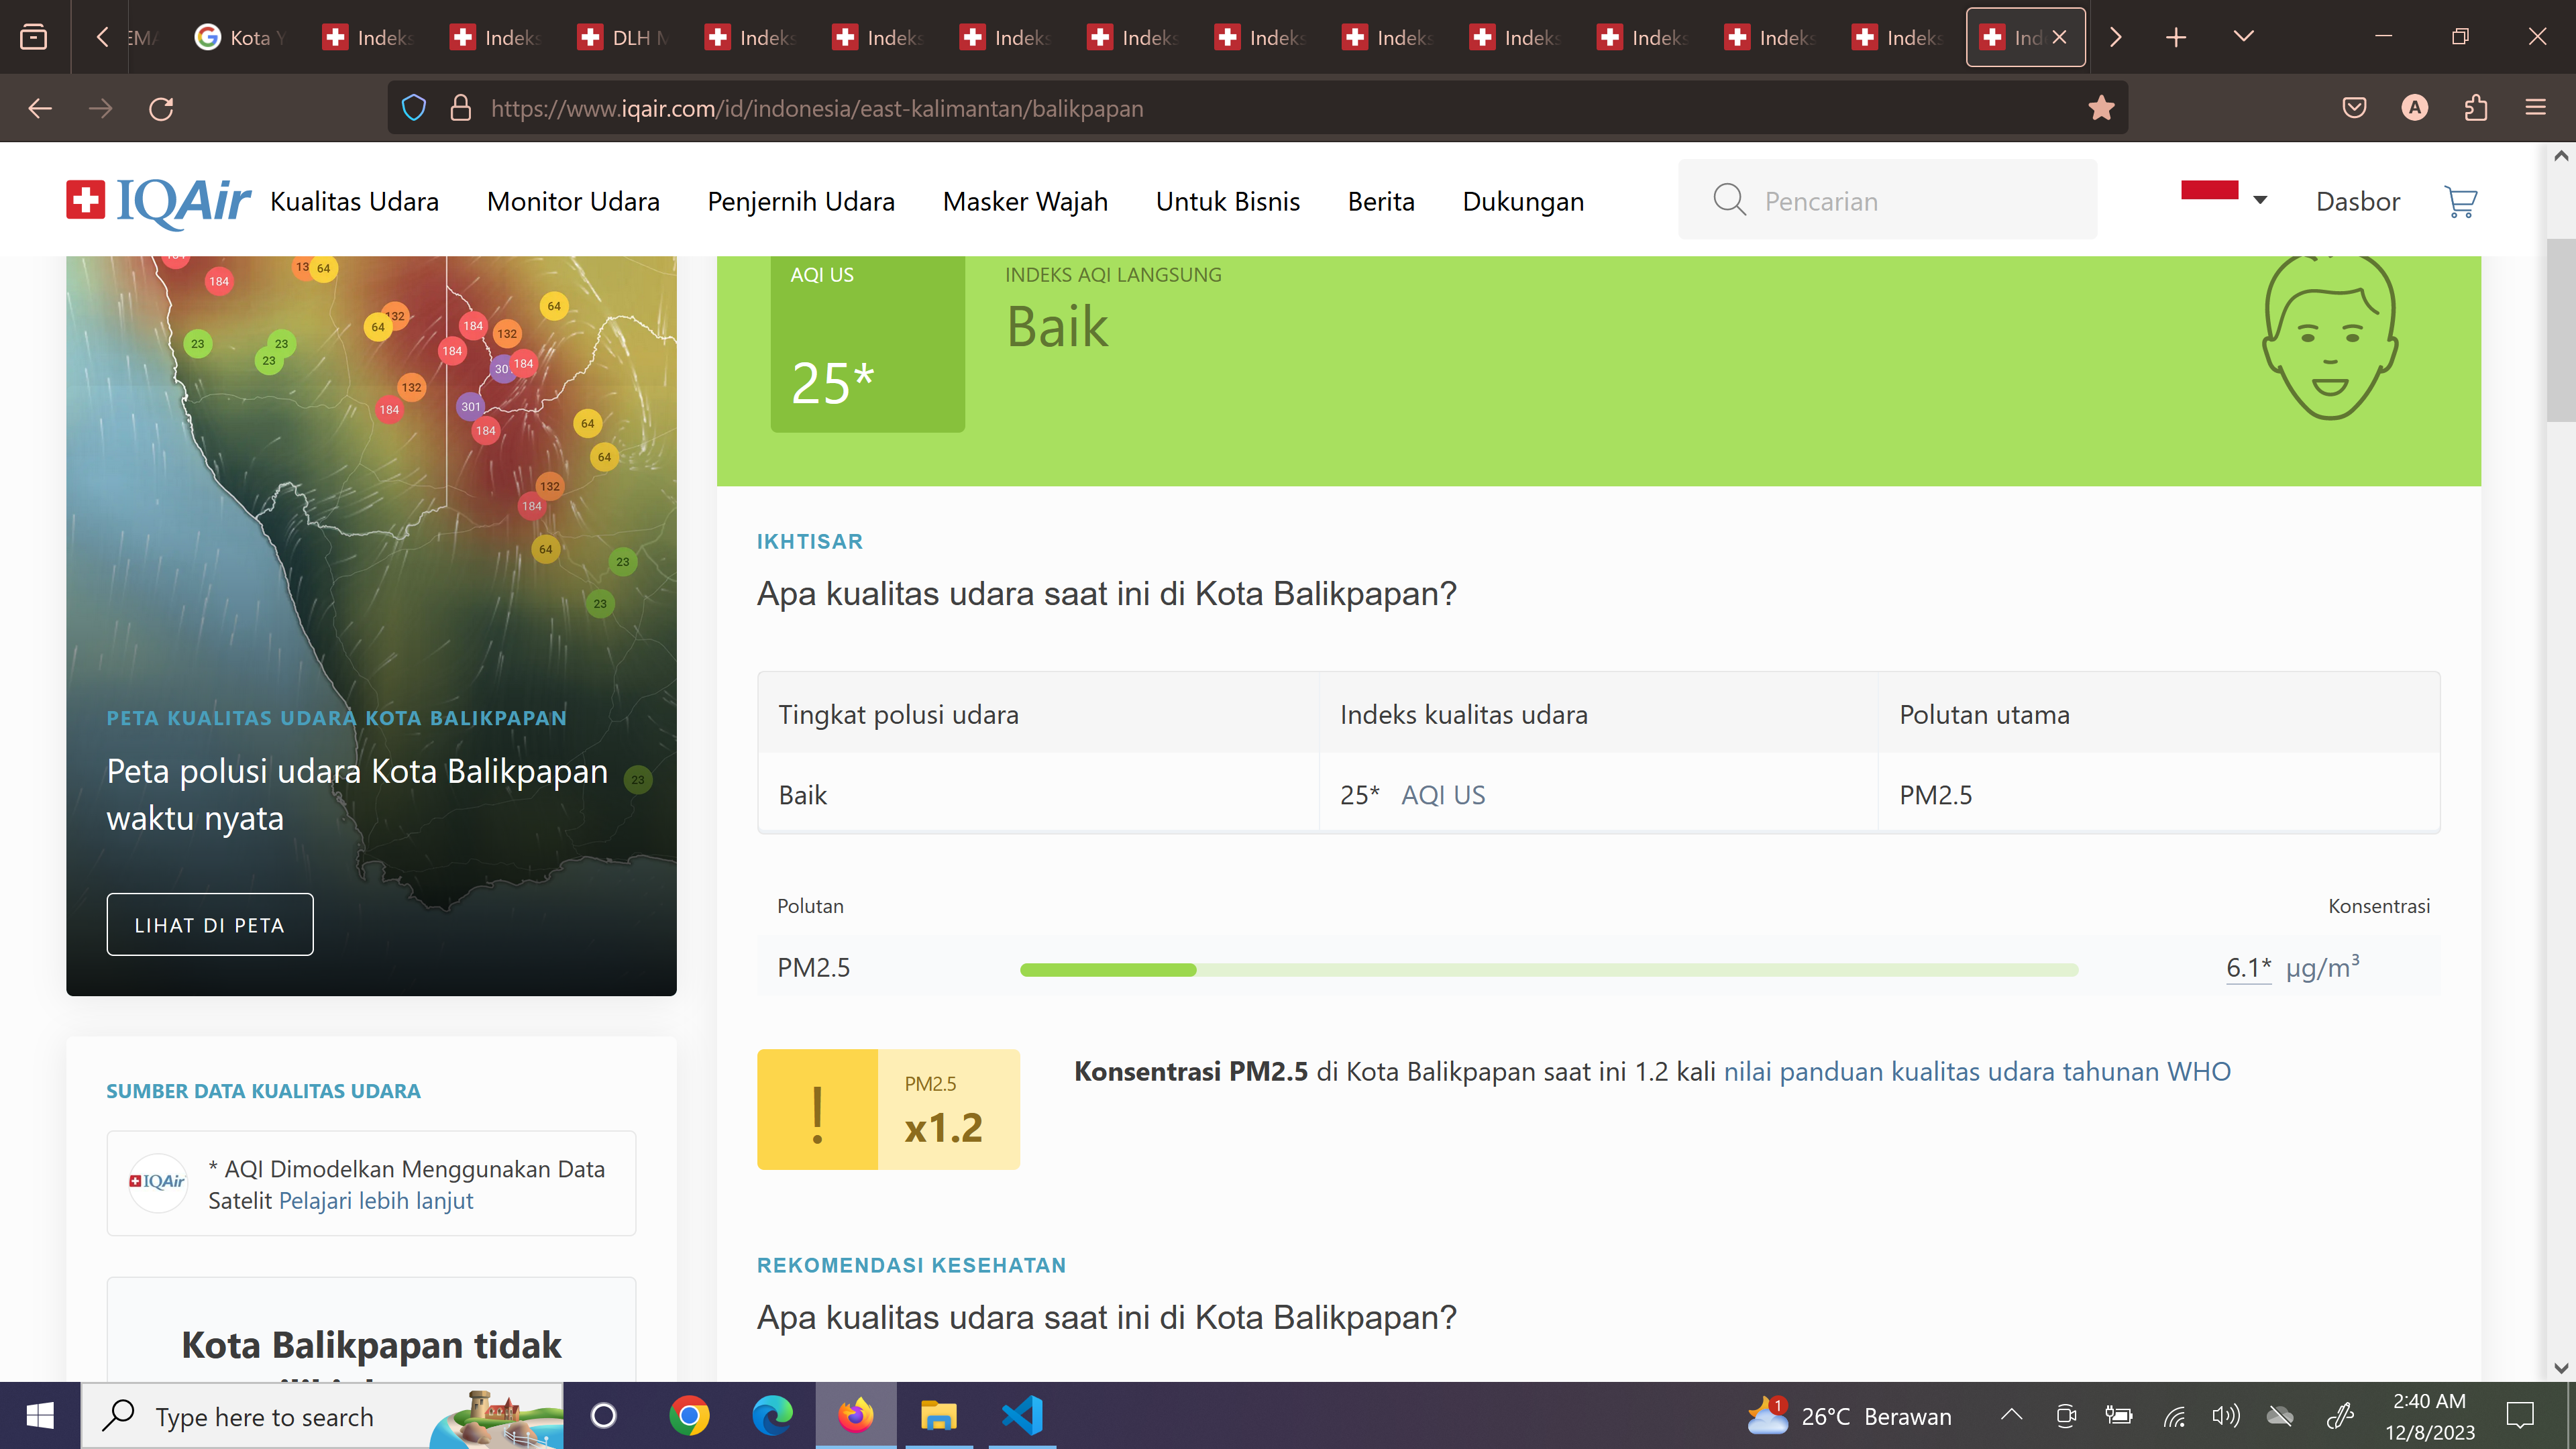 EMA
Kota Y
Indeks
Indeks
DLH M
Indeks
Indeks
Indeks
Indeks
Indeks
Indeks
Indeks
Indeks
Indeks
Indeks
Ind
https://www.iqair.com/id/indonesia/east-kalimantan/balikpapan
A
IQAir
Kualitas Udara
Monitor Udara
Penjernih Udara
Masker Wajah
Untuk Bisnis
Berita
Dukungan
Pencarian
Dasbor
184
184
64
132
64
184
132
64
184
184
23
23
23
132
184
301
184
64
64
132
184
64
23
23
23
PETA KUALITAS UDARA KOTA BALIKPAPAN
Peta polusi udara Kota Balikpapan
waktu nyata
LIHAT DI PETA
SUMBER DATA KUALITAS UDARA
IQAir
* AQI Dimodelkan Menggunakan Data
Satelit Pelajari lebih lanjut
Kota Balikpapan tidak
AQI US
25*
INDEKS AQI LANGSUNG
Baik
IKHTISAR
Apa kualitas udara saat ini di Kota Balikpapan?
Tingkat polusi udara
Indeks kualitas udara
Polutan utama
Baik
25* AQI US
PM2.5
Polutan
Konsentrasi
PM2.5
6.1* µg/m³
!
PM2.5
x1.2
Konsentrasi PM2.5 di Kota Balikpapan saat ini 1.2 kali nilai panduan kualitas udara tahunan WHO
REKOMENDASI KESEHATAN
Apa kualitas udara saat ini di Kota Balikpapan?
Type here to search
1
26°C Berawan
2:40 AM
12/8/2023